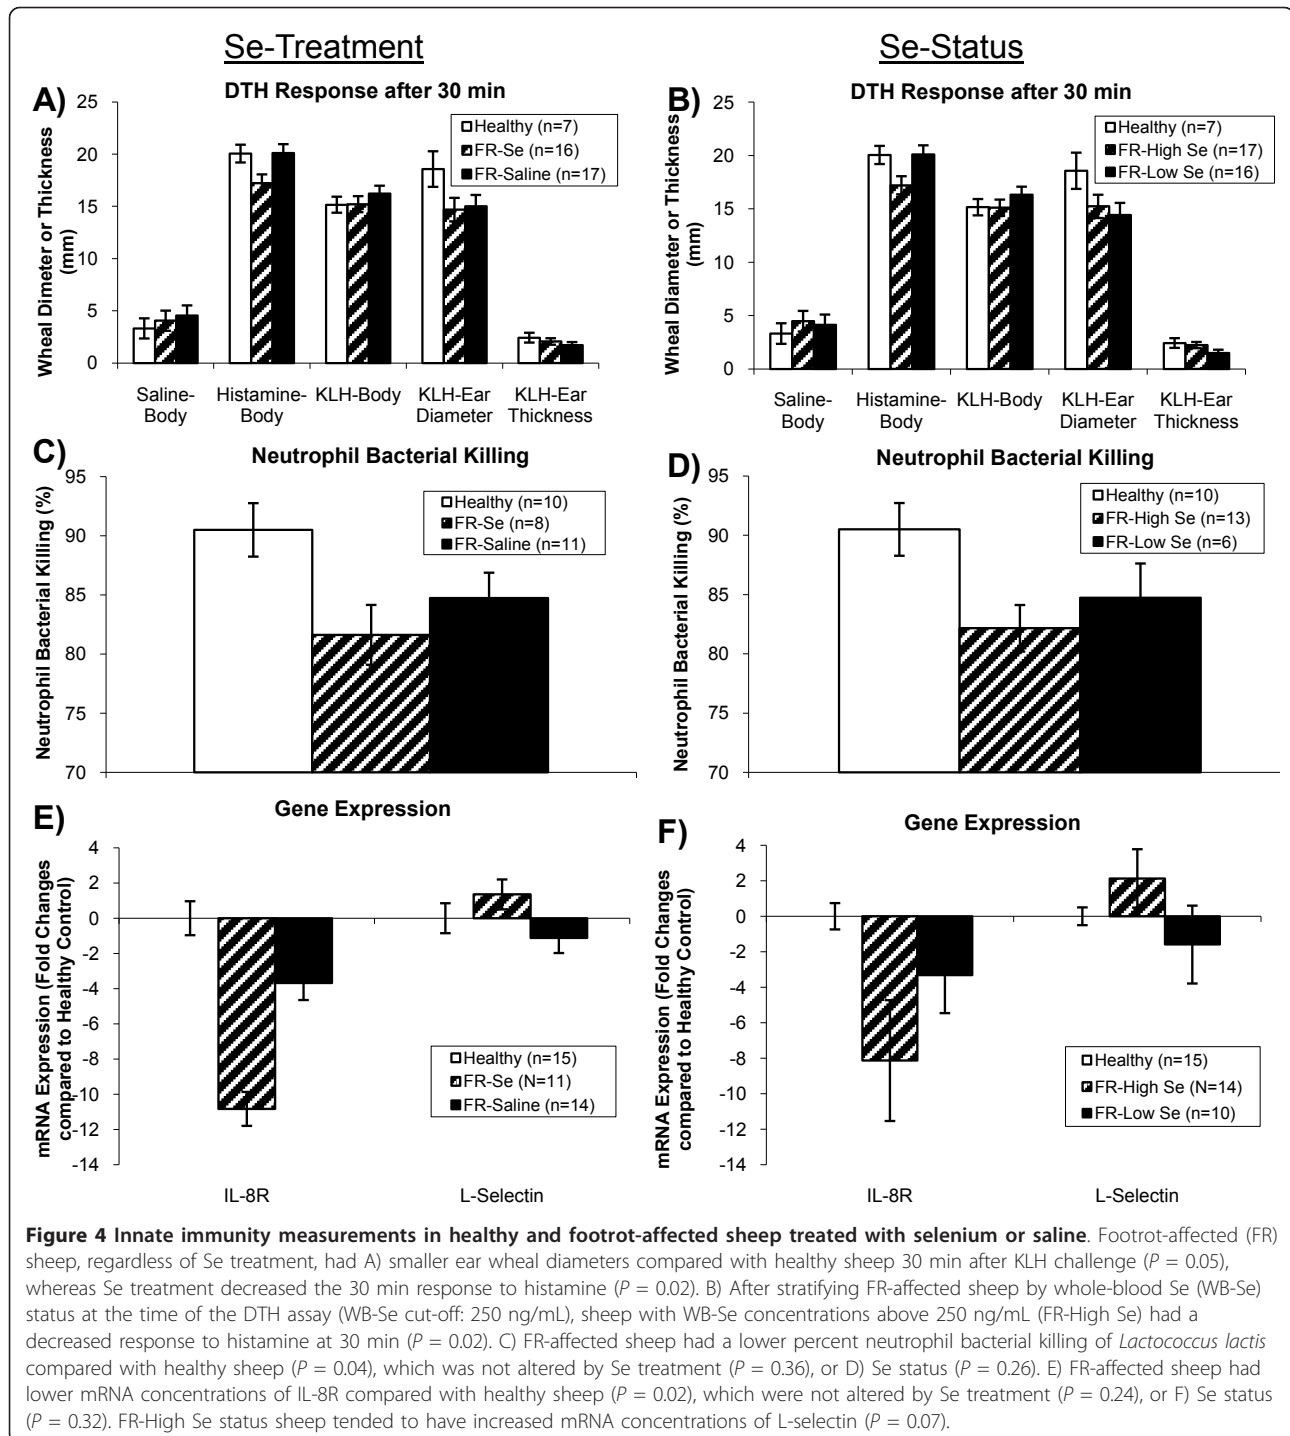 Se-Treatment
Se-Status
A)
DTH Response after 30 min
Wheal Dimeter or Thickness
(mm)
25
20
15
10
5
0
Healthy (n=7)
FR-Se (n=16)
FR-Saline (n=17)
Saline-
Body
Histamine-
Body
KLH-Body
KLH-Ear
Diameter
KLH-Ear
Thickness
B)
DTH Response after 30 min
Wheal Diameter or Thickness
(mm)
25
20
15
10
5
0
Healthy (n=7)
FR-High Se (n=17)
FR-Low Se (n=16)
Saline-
Body
Histamine-
Body
KLH-Body
KLH-Ear
Diameter
KLH-Ear
Thickness
C)
Neutrophil Bacterial Killing
Neutrophil Bacterial Killing (%)
95
90
85
80
75
70
Healthy (n=10)
FR-Se (n=8)
FR-Saline (n=11)
D)
Neutrophil Bacterial Killing
Neutrophil Bacterial Killing (%)
95
90
85
80
75
70
Healthy (n=10)
FR-High Se (n=13)
FR-Low Se (n=6)
E)
Gene Expression
mRNA Expression (Fold Changes
compared to Healthy Control)
4
2
0
-2
-4
-6
-8
-10
-12
-14
Healthy (n=15)
FR-Se (N=11)
FR-Saline (n=14)
IL-8R
L-Selectin
F)
Gene Expression
mRNA Expression (Fold Changes
compared to Healthy Control)
4
2
0
-2
-4
-6
-8
-10
-12
-14
Healthy (n=15)
FR-High Se (N=14)
FR-Low Se (n=10)
IL-8R
L-Selectin
Figure 4 Innate immunity measurements in healthy and footrot-affected sheep treated with selenium or saline. Footrot-affected (FR)
sheep, regardless of Se treatment, had A) smaller ear wheal diameters compared with healthy sheep 30 min after KLH challenge (P = 0.05),
whereas Se treatment decreased the 30 min response to histamine (P = 0.02). B) After stratifying FR-affected sheep by whole-blood Se (WB-Se)
status at the time of the DTH assay (WB-Se cut-off: 250 ng/mL), sheep with WB-Se concentrations above 250 ng/mL (FR-High Se) had a
decreased response to histamine at 30 min (P = 0.02). C) FR-affected sheep had a lower percent neutrophil bacterial killing of Lactococcus lactis
compared with healthy sheep (P = 0.04), which was not altered by Se treatment (P = 0.36), or D) Se status (P = 0.26). E) FR-affected sheep had
lower mRNA concentrations of IL-8R compared with healthy sheep (P = 0.02), which were not altered by Se treatment (P = 0.24), or F) Se status
(P = 0.32). FR-High Se status sheep tended to have increased mRNA concentrations of L-selectin (P = 0.07).